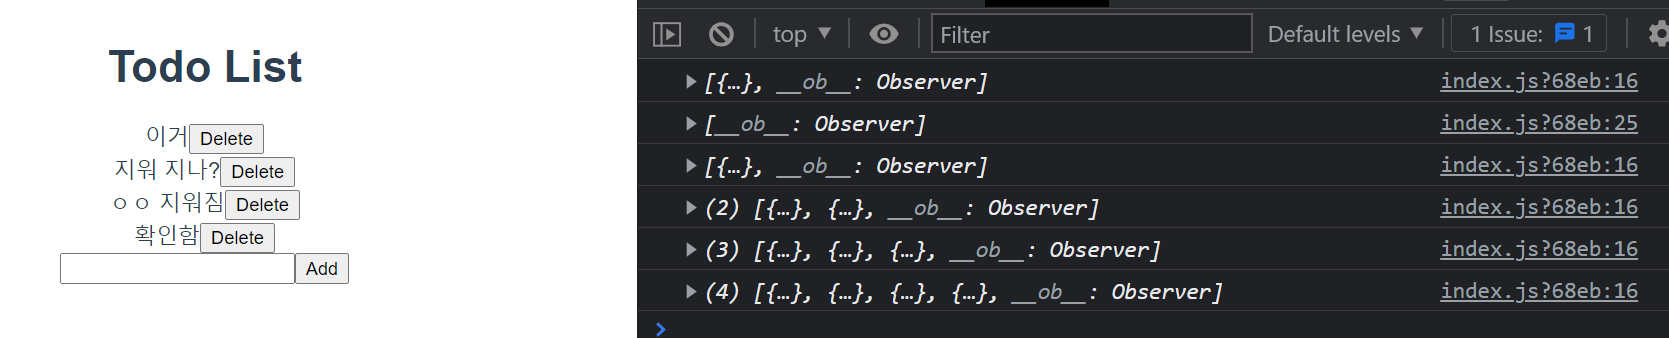 Todo List
이거 Delete
지워 지나? Delete
ㅇㅇ 지워짐 Delete
확인함 Delete
Add
top ▼ Filter Default levels ▼ 1 Issue: 1
▶ [{…}, __ob__: Observer] index.js?68eb:16
▶ [__ob__: Observer] index.js?68eb:25
▶ [{…}, __ob__: Observer] index.js?68eb:16
▶ (2) [{…}, {…}, __ob__: Observer] index.js?68eb:16
▶ (3) [{…}, {…}, {…}, __ob__: Observer] index.js?68eb:16
▶ (4) [{…}, {…}, {…}, {…}, __ob__: Observer] index.js?68eb:16
>